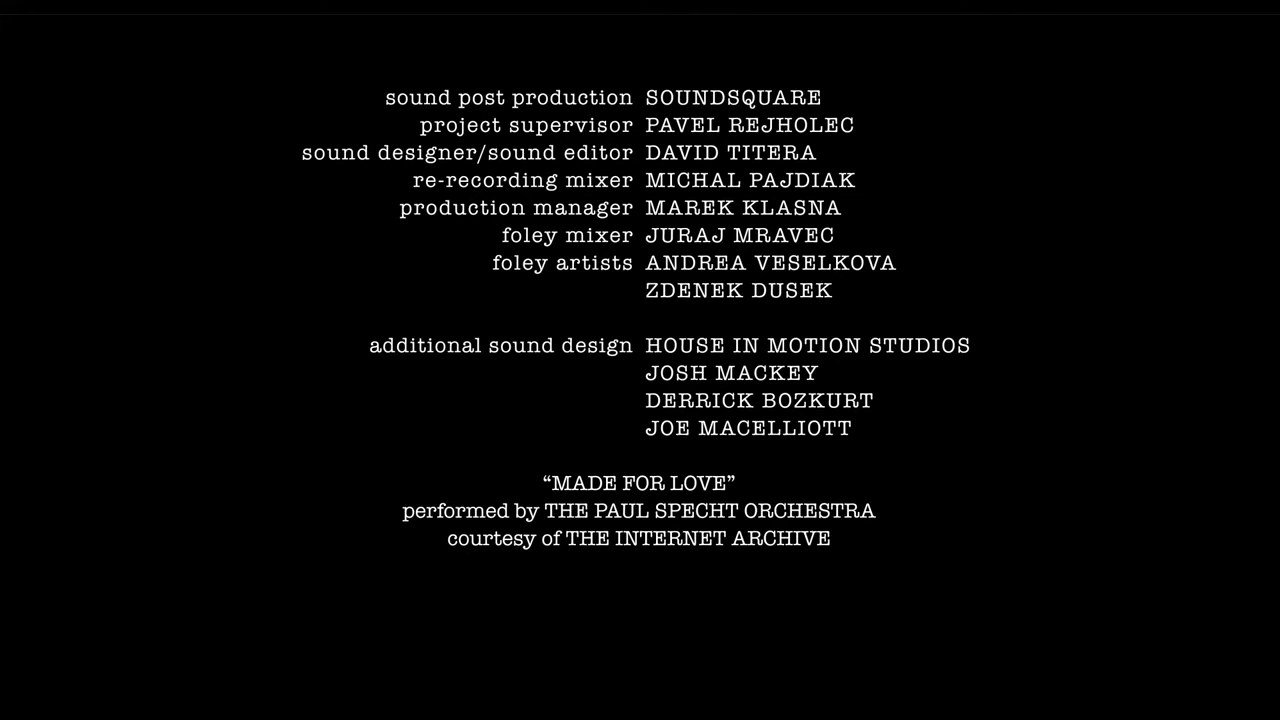 sound post production SOUNDSQUARE
project supervisor PAVEL REJHOLEC
sound designer/sound editor DAVID TITERA
re-recording mixer MICHAL PAJDIAK
production manager MAREK KLASNA
foley mixer JURAJ MRAVEC
foley artists ANDREA VESELKOVA
ZDENEK DUSEK
additional sound design HOUSE IN MOTION STUDIOS
JOSH MACKEY
DERRICK BOZKURT
JOE MACELLIOTT
“MADE FOR LOVE”
performed by THE PAUL SPECHT ORCHESTRA
courtesy of THE INTERNET ARCHIVE